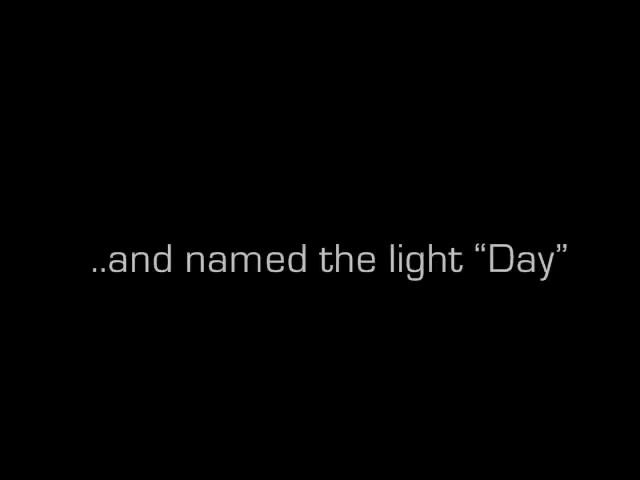 ..and named the light “Day”